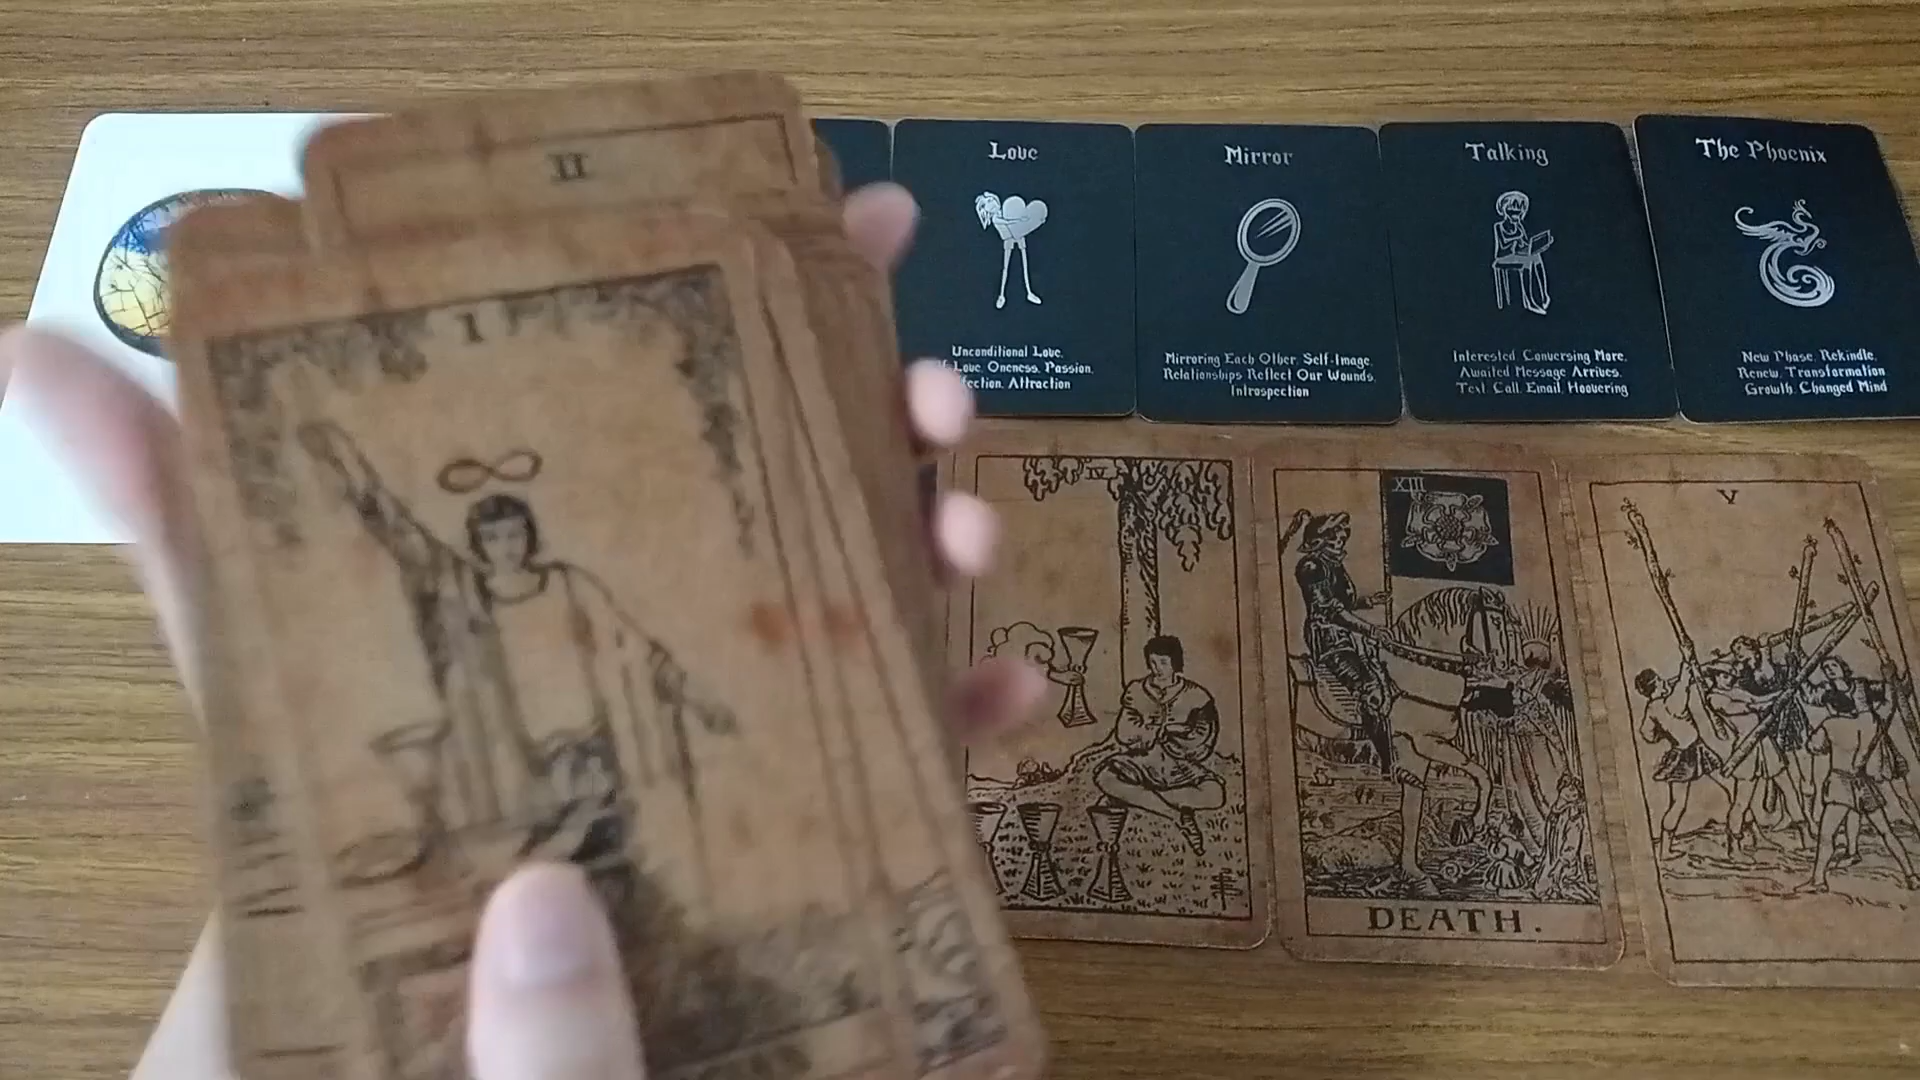 II
I
Love
Unconditional Love,
Love, Oneness, Passion,
fection, Attraction
Mirror
Mirroring Each Other, Self-Image,
Relationships Reflect Our Wounds,
Introspection
Talking
Interested, Conversing More,
Awaited Message Arrives,
Text, Call, Email, Hoovering
The Phoenix
New Phase, Rekindle,
Renew, Transformation
Growth, Changed Mind
IV
XIII
DEATH.
V